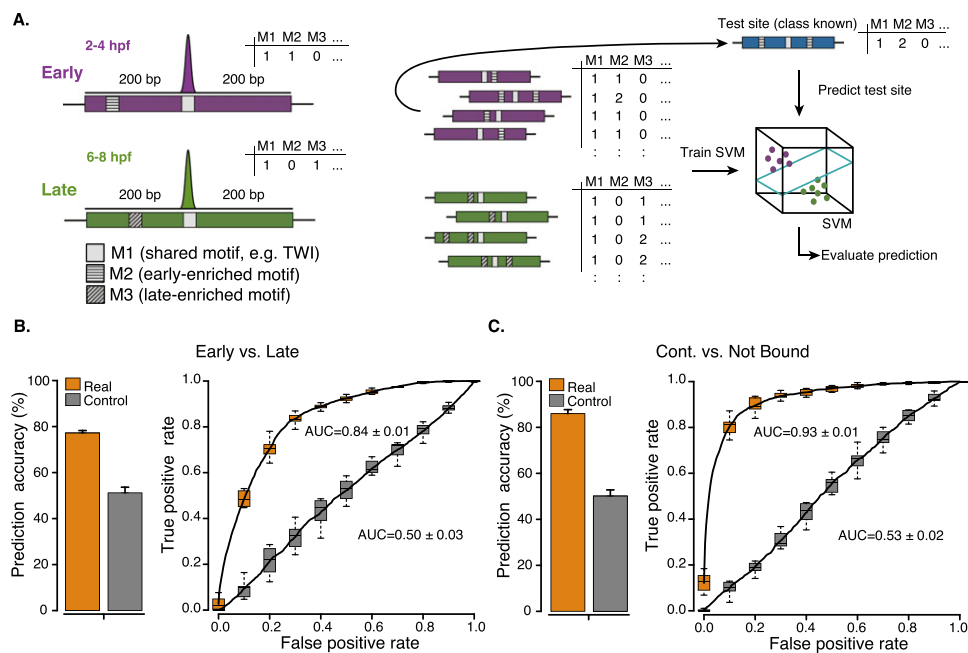 A.
2-4 hpf
Early
200 bp
200 bp
M1 M2 M3 ...
1 1 0 ...
6-8 hpf
Late
200 bp
200 bp
M1 M2 M3 ...
1 0 1 ...
M1 (shared motif, e.g. TWI)
M2 (early-enriched motif)
M3 (late-enriched motif)
M1 M2 M3 ...
1 1 0 ...
1 2 0 ...
1 1 0 ...
1 1 0 ...
: : :
M1 M2 M3 ...
1 0 1 ...
1 0 1 ...
1 0 2 ...
1 0 2 ...
: : :
Test site (class known)
M1 M2 M3 ...
1 2 0 ...
Predict test site
Train SVM
SVM
Evaluate prediction
B.
Early vs. Late
Prediction accuracy (%)
100
80
60
40
20
0
Real
Control
True positive rate
1.0
0.8
0.6
0.4
0.2
0.0
AUC=0.84 ± 0.01
AUC=0.50 ± 0.03
0.0 0.2 0.4 0.6 0.8 1.0
False positive rate
C.
Cont. vs. Not Bound
Prediction accuracy (%)
100
80
60
40
20
0
Real
Control
True positive rate
1.0
0.8
0.6
0.4
0.2
0.0
AUC=0.93 ± 0.01
AUC=0.53 ± 0.02
0.0 0.2 0.4 0.6 0.8 1.0
False positive rate